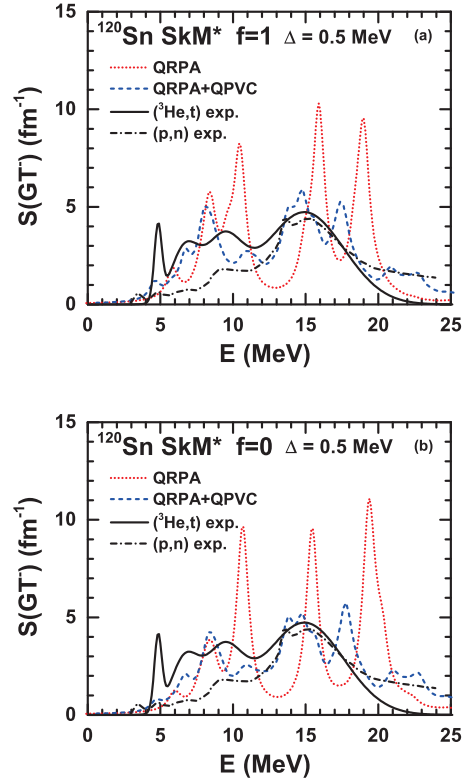 ¹²⁰Sn SkM* f=1 Δ = 0.5 MeV (a)
QRPA
QRPA+QPVC
(³He,t) exp.
(p,n) exp.
S(GT⁻) (fm⁻¹)
15
10
5
0
0 5 10 15 20 25
E (MeV)
¹²⁰Sn SkM* f=0 Δ = 0.5 MeV (b)
QRPA
QRPA+QPVC
(³He,t) exp.
(p,n) exp.
S(GT⁻) (fm⁻¹)
15
10
5
0
0 5 10 15 20 25
E (MeV)